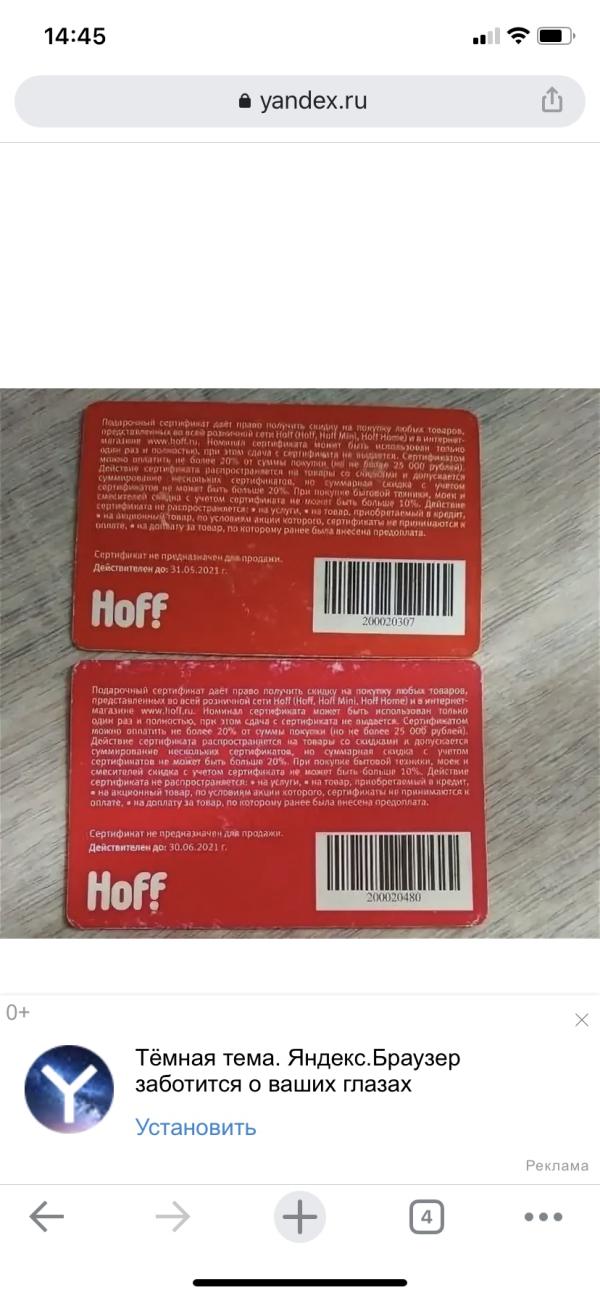 14:45
yandex.ru
Подарочный сертификат даёт право получить скидку на покупку любых товаров,
представленных во всей розничной сети Hoff (Hoff, Hoff Mini, Hoff Home) и в интернет-
магазине www.hoff.ru. Номинал сертификата может быть использован только
один раз и полностью, при этом сдача с сертификата не выдается. Сертификатом
можно оплатить не более 20% от суммы покупки (но не более 25 000 рублей).
Действие сертификата распространяется на товары со скидками и допускается
суммирование нескольких сертификатов, но суммарная скидка с учетом
сертификатов не может быть больше 20%. При покупке бытовой техники, моек и
смесителей скидка с учетом сертификата не может быть больше 10%. Действие
сертификата не распространяется: • на услуги, • на товар, приобретаемый в кредит,
• на акционный товар, по условиям акции которого, сертификаты не принимаются к
оплате, • на доплату за товар, по которому ранее была внесена предоплата.
Сертификат не предназначен для продажи.
Действителен до: 31.05.2021 г.
Hoff
200020307
Подарочный сертификат даёт право получить скидку на покупку любых товаров,
представленных во всей розничной сети Hoff (Hoff, Hoff Mini, Hoff Home) и в интернет-
магазине www.hoff.ru. Номинал сертификата может быть использован только
один раз и полностью, при этом сдача с сертификата не выдается. Сертификатом
можно оплатить не более 20% от суммы покупки (но не более 25 000 рублей).
Действие сертификата распространяется на товары со скидками и допускается
суммирование нескольких сертификатов, но суммарная скидка с учетом
сертификатов не может быть больше 20%. При покупке бытовой техники, моек и
смесителей скидка с учетом сертификата не может быть больше 10%. Действие
сертификата не распространяется: • на услуги, • на товар, приобретаемый в кредит,
• на акционный товар, по условиям акции которого, сертификаты не принимаются к
оплате, • на доплату за товар, по которому ранее была внесена предоплата.
Сертификат не предназначен для продажи.
Действителен до: 30.06.2021 г.
Hoff
200020480
0+
Тёмная тема. Яндекс.Браузер
заботится о ваших глазах
Установить
Реклама
4